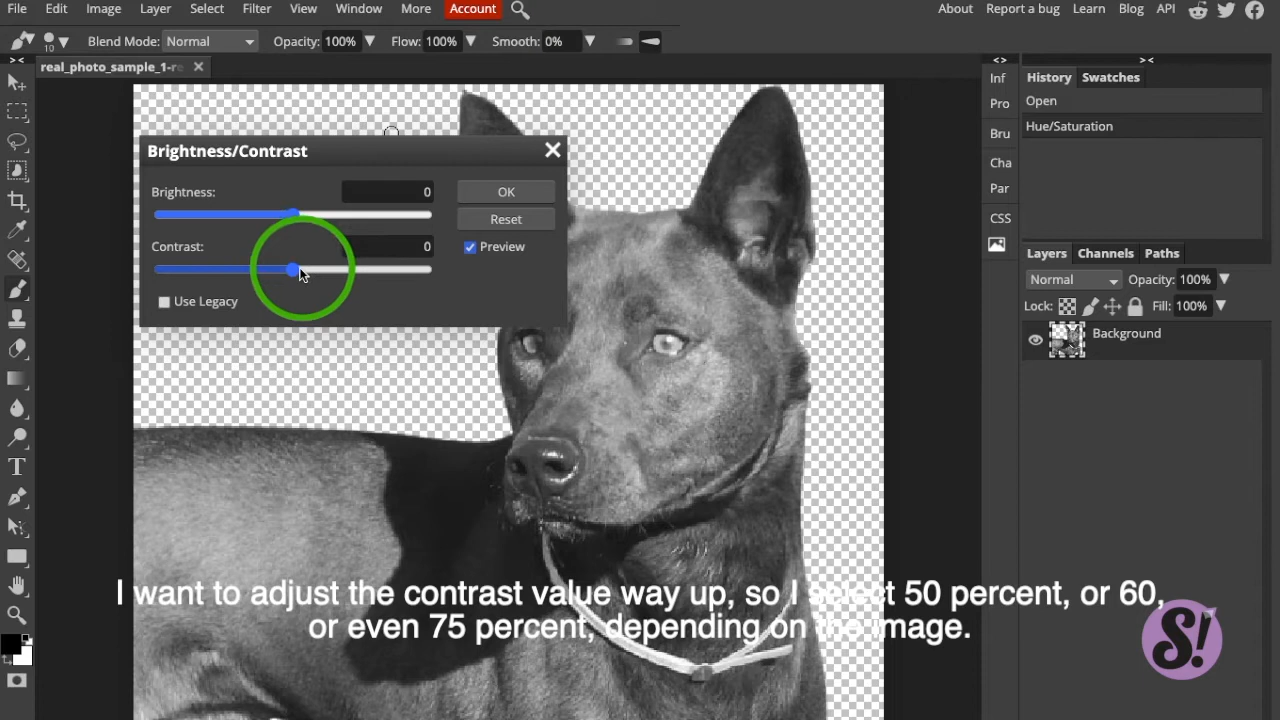 File Edit Image Layer Select Filter View Window More Account About Report a bug Learn Blog API
10 Blend Mode: Normal Opacity: 100% Flow: 100% Smooth: 0%
real_photo_sample_1-re
Brightness/Contrast
Brightness: 0
OK
Reset
Contrast: 0
Preview
Use Legacy
Inf
Pro
Bru
Cha
Par
CSS
History Swatches
Open
Hue/Saturation
Layers Channels Paths
Normal Opacity: 100%
Lock: Fill: 100%
Background
I want to adjust the contrast value way up, so I select 50 percent, or 60,
or even 75 percent, depending on the image.
S!